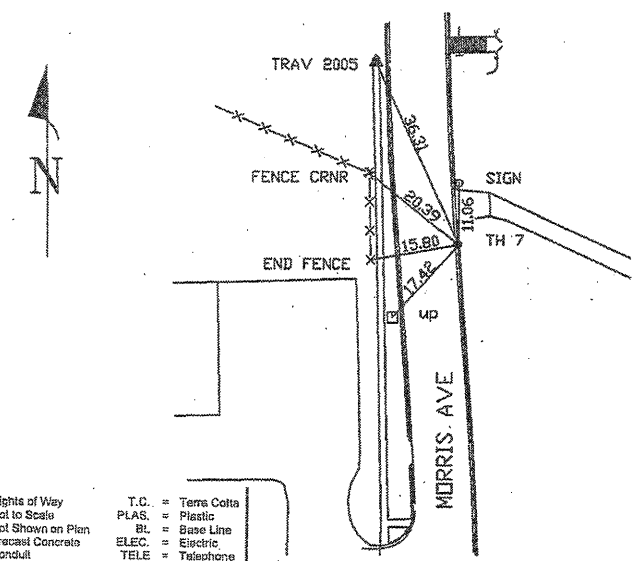 TRAV 2005
36.31
N
FENCE CRNR
20.39
SIGN
11.06
TH 7
15.80
END FENCE
17.42
up
MORRIS AVE
ights of Way
ot to Scale
ot Shown on Plan
recast Concrete
onduit
T.C. = Terra Cotta
PLAS. = Plastic
BL = Base Line
ELEC. = Electric
TELE = Telephone